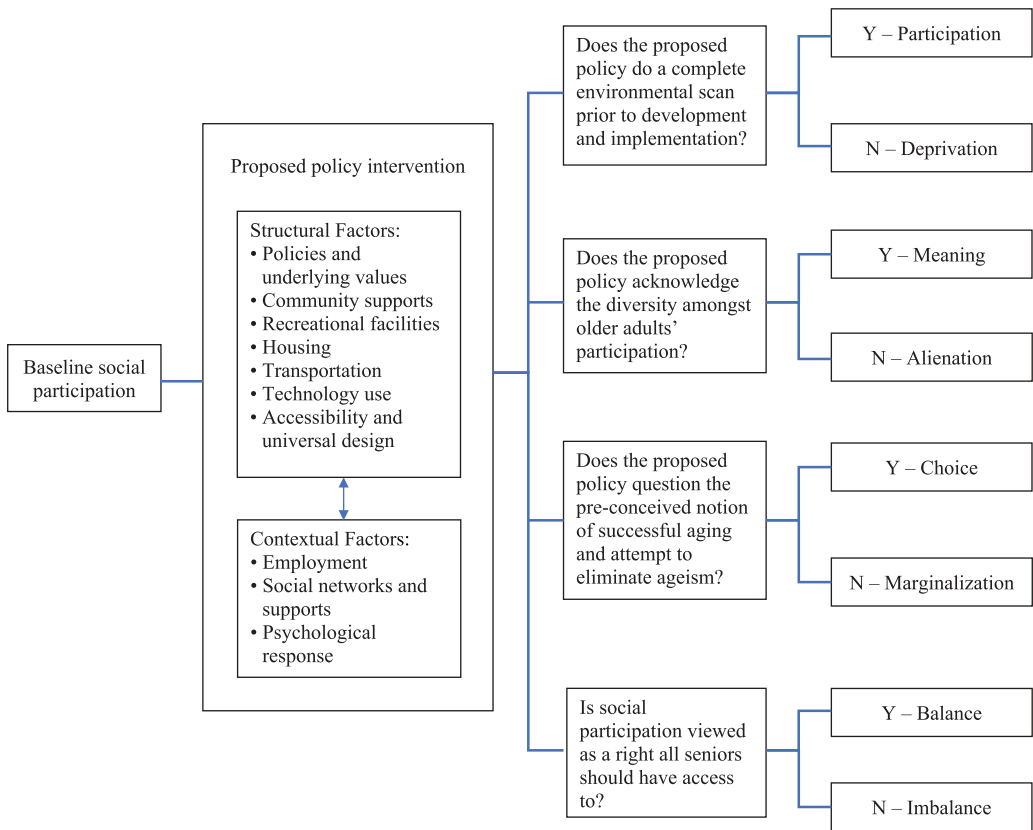 Baseline social
participation
Proposed policy intervention
Structural Factors:
• Policies and
underlying values
• Community supports
• Recreational facilities
• Housing
• Transportation
• Technology use
• Accessibility and
universal design
Contextual Factors:
• Employment
• Social networks and
supports
• Psychological
response
Does the proposed
policy do a complete
environmental scan
prior to development
and implementation?
Y – Participation
N – Deprivation
Does the proposed
policy acknowledge
the diversity amongst
older adults’
participation?
Y – Meaning
N – Alienation
Does the proposed
policy question the
pre-conceived notion
of successful aging
and attempt to
eliminate ageism?
Y – Choice
N – Marginalization
Is social
participation viewed
as a right all seniors
should have access
to?
Y – Balance
N – Imbalance